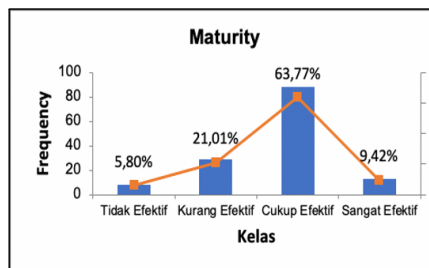 Maturity
100
80
60
40
20
0
Frequency
5,80%
21,01%
63,77%
9,42%
Tidak Efektif
Kurang Efektif
Cukup Efektif
Sangat Efektif
Kelas